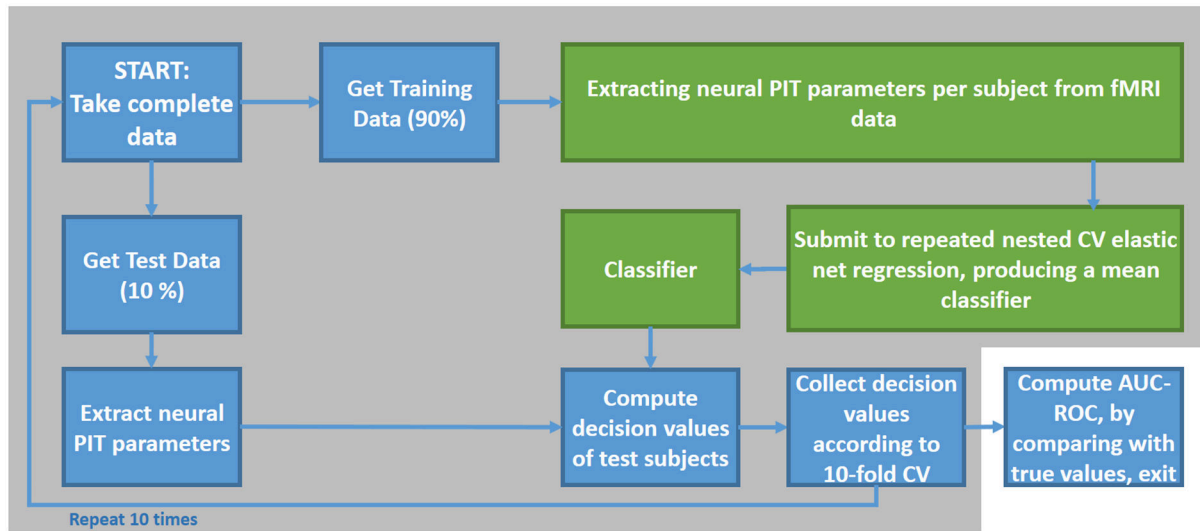 START:
Take complete
data
Get Training
Data (90%)
Extracting neural PIT parameters per subject from fMRI
data
Get Test Data
(10 %)
Classifier
Submit to repeated nested CV elastic
net regression, producing a mean
classifier
Extract neural
PIT parameters
Compute
decision values
of test subjects
Collect decision
values
according to
10-fold CV
Compute AUC-
ROC, by
comparing with
true values, exit
Repeat 10 times